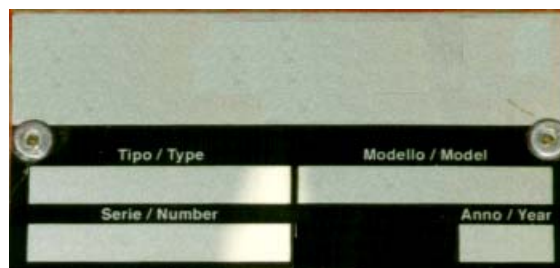 Tipo / Type Modello / Model
Serie / Number Anno / Year